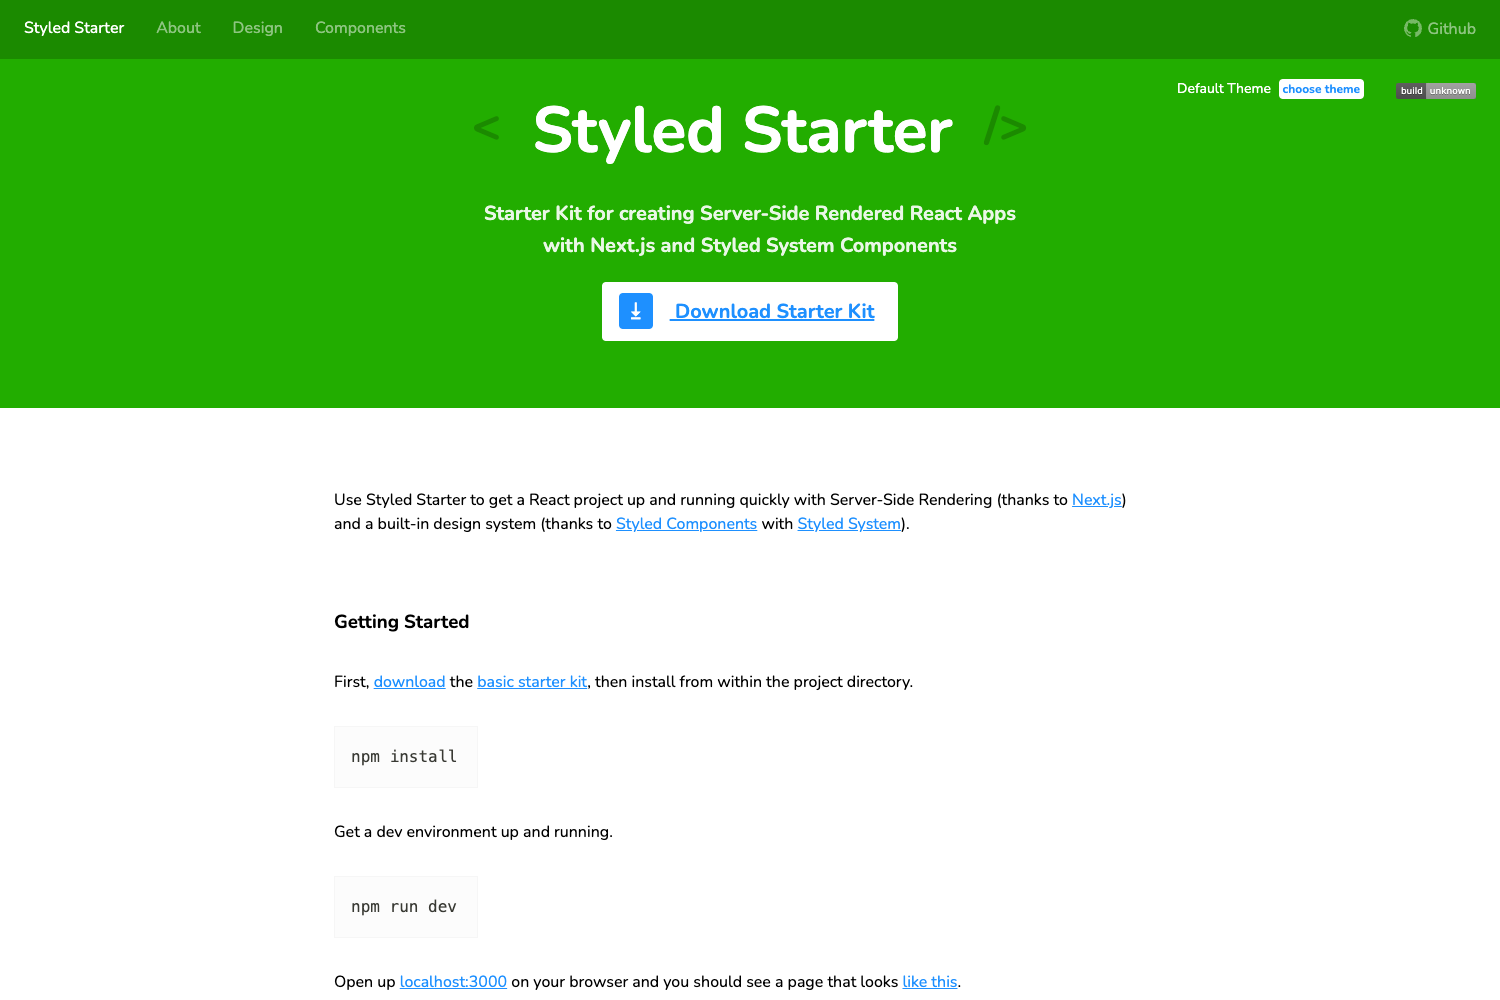 Styled Starter About Design Components Github
Default Theme choose theme build unknown
< Styled Starter />
Starter Kit for creating Server-Side Rendered React Apps
with Next.js and Styled System Components
Download Starter Kit
Use Styled Starter to get a React project up and running quickly with Server-Side Rendering (thanks to Next.js)
and a built-in design system (thanks to Styled Components with Styled System).
Getting Started
First, download the basic starter kit, then install from within the project directory.
npm install
Get a dev environment up and running.
npm run dev
Open up localhost:3000 on your browser and you should see a page that looks like this.